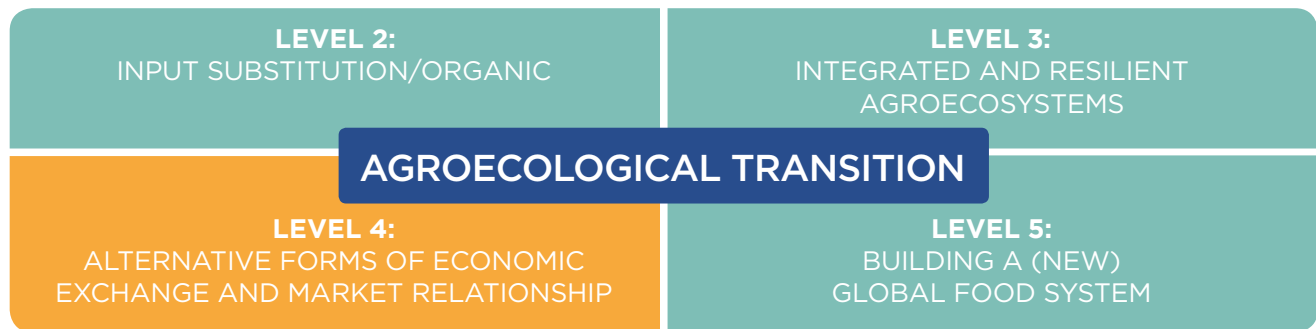 LEVEL 2:
INPUT SUBSTITUTION/ORGANIC
LEVEL 3:
INTEGRATED AND RESILIENT
AGROECOSYSTEMS
AGROECOLOGICAL TRANSITION
LEVEL 4:
ALTERNATIVE FORMS OF ECONOMIC
EXCHANGE AND MARKET RELATIONSHIP
LEVEL 5:
BUILDING A (NEW)
GLOBAL FOOD SYSTEM